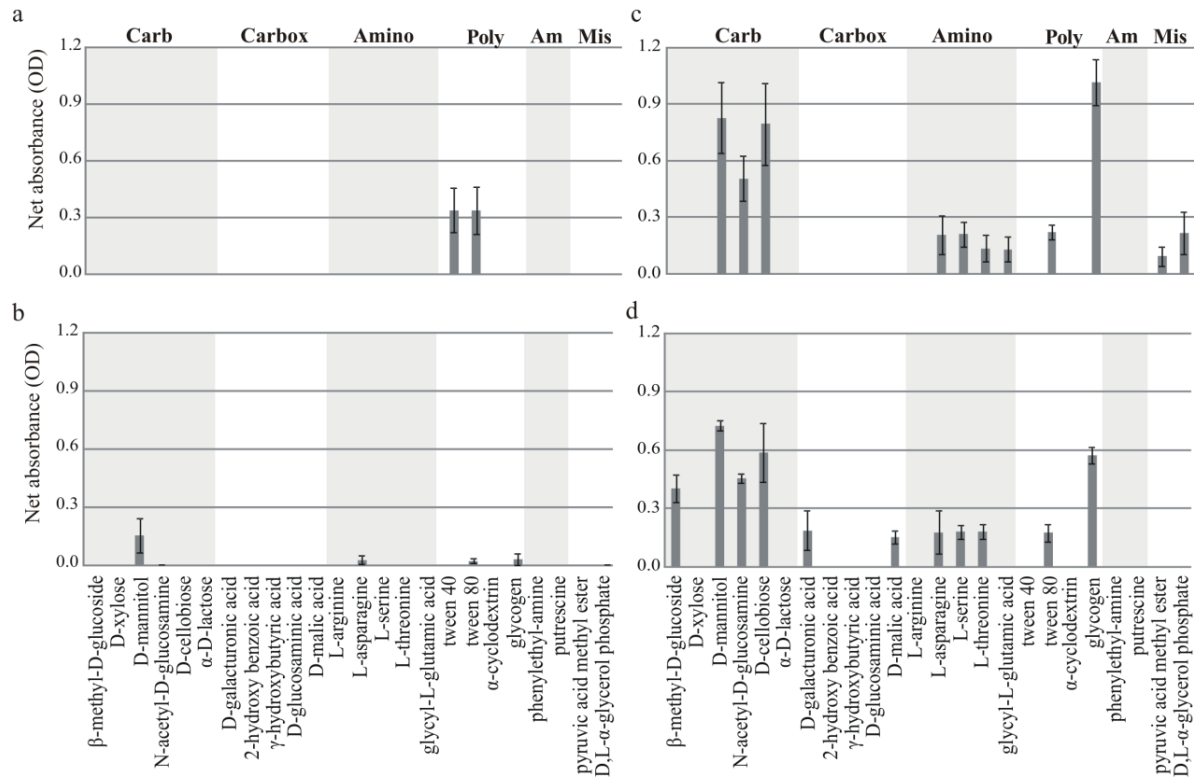 a
Carb Carbox Amino Poly Am Mis
1.2
0.9
0.6
0.3
0.0
Net absorbance (OD)
b
1.2
0.9
0.6
0.3
0.0
Net absorbance (OD)
β-methyl-D-glucoside
D-xylose
D-mannitol
N-acetyl-D-glucosamine
D-cellobiose
α-D-lactose
D-galacturonic acid
2-hydroxy benzoic acid
γ-hydroxybutyric acid
D-glucosaminic acid
D-malic acid
L-arginine
L-asparagine
L-serine
L-threonine
glycyl-L-glutamic acid
tween 40
tween 80
α-cyclodextrin
glycogen
phenylethyl-amine
putrescine
pyruvic acid methyl ester
D,L-α-glycerol phosphate
c
Carb Carbox Amino Poly Am Mis
1.2
0.9
0.6
0.3
0.0
d
1.2
0.9
0.6
0.3
0.0
β-methyl-D-glucoside
D-xylose
D-mannitol
N-acetyl-D-glucosamine
D-cellobiose
α-D-lactose
D-galacturonic acid
2-hydroxy benzoic acid
γ-hydroxybutyric acid
D-glucosaminic acid
D-malic acid
L-arginine
L-asparagine
L-serine
L-threonine
glycyl-L-glutamic acid
tween 40
tween 80
α-cyclodextrin
glycogen
phenylethyl-amine
putrescine
pyruvic acid methyl ester
D,L-α-glycerol phosphate